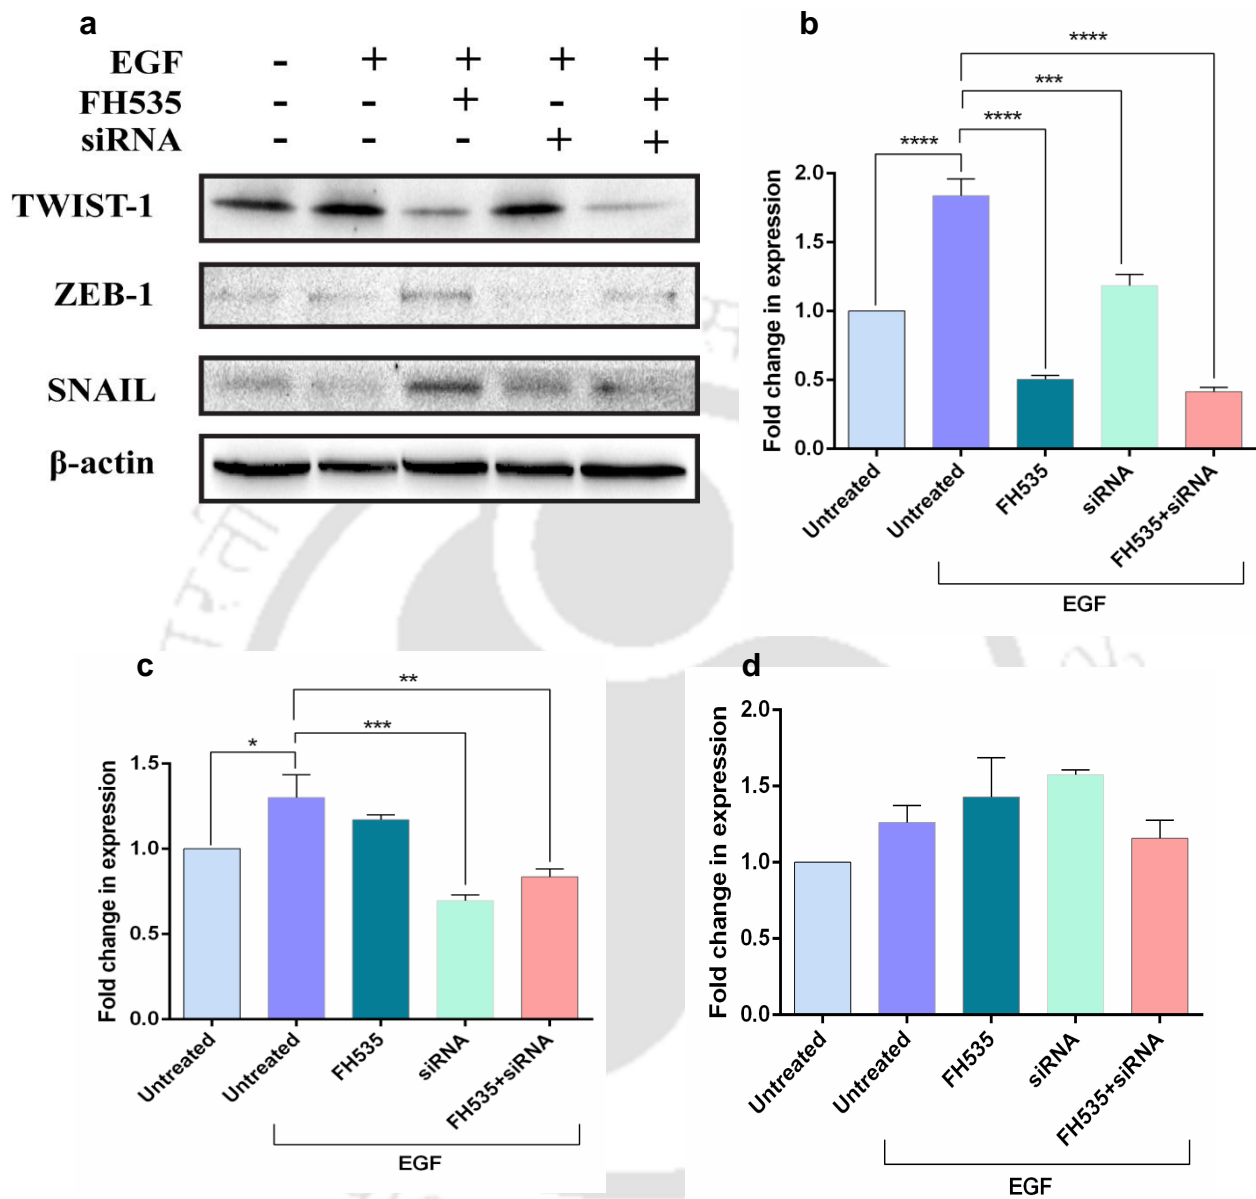 a
EGF - + + + +
FH535 - - + - +
siRNA - - - + +
TWIST-1
ZEB-1
SNAIL
β-actin
b
****
***
****
****
Fold change in expression
2.0
1.5
1.0
0.5
0.0
Untreated
Untreated
FH535
siRNA
FH535+siRNA
EGF
c
**
***
*
Fold change in expression
1.5
1.0
0.5
0.0
Untreated
Untreated
FH535
siRNA
FH535+siRNA
EGF
d
Fold change in expression
2.0
1.5
1.0
0.5
0.0
Untreated
Untreated
FH535
siRNA
FH535+siRNA
EGF